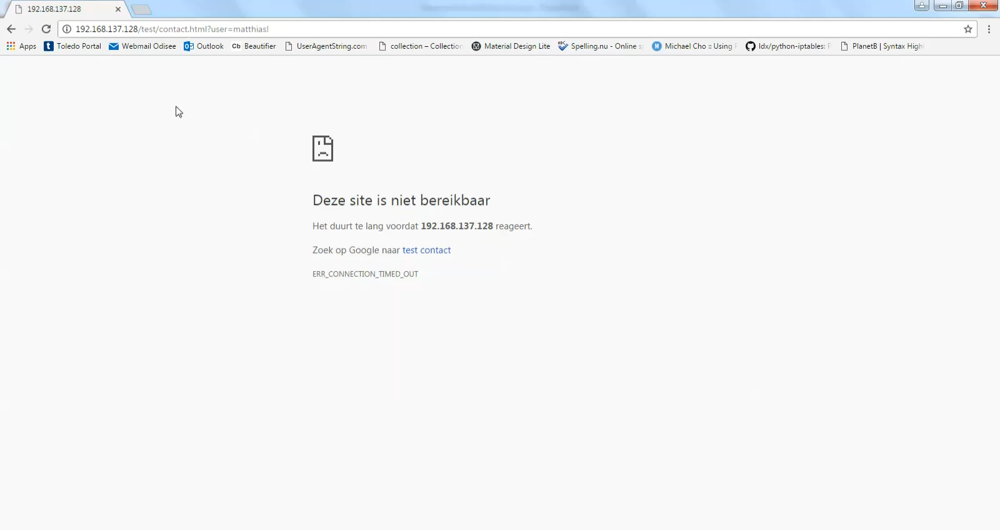 192.168.137.128
192.168.137.128/test/contact.html?user=matthias!
Apps Toledo Portal Webmail Odisee Outlook Cb Beautifier UserAgentString.com collection – Collection Material Design Lite Spelling.nu - Online Michael Cho :: Using ldx/python-iptables: PlanetB | Syntax High
Deze site is niet bereikbaar
Het duurt te lang voordat 192.168.137.128 reageert.
Zoek op Google naar test contact
ERR_CONNECTION_TIMED_OUT